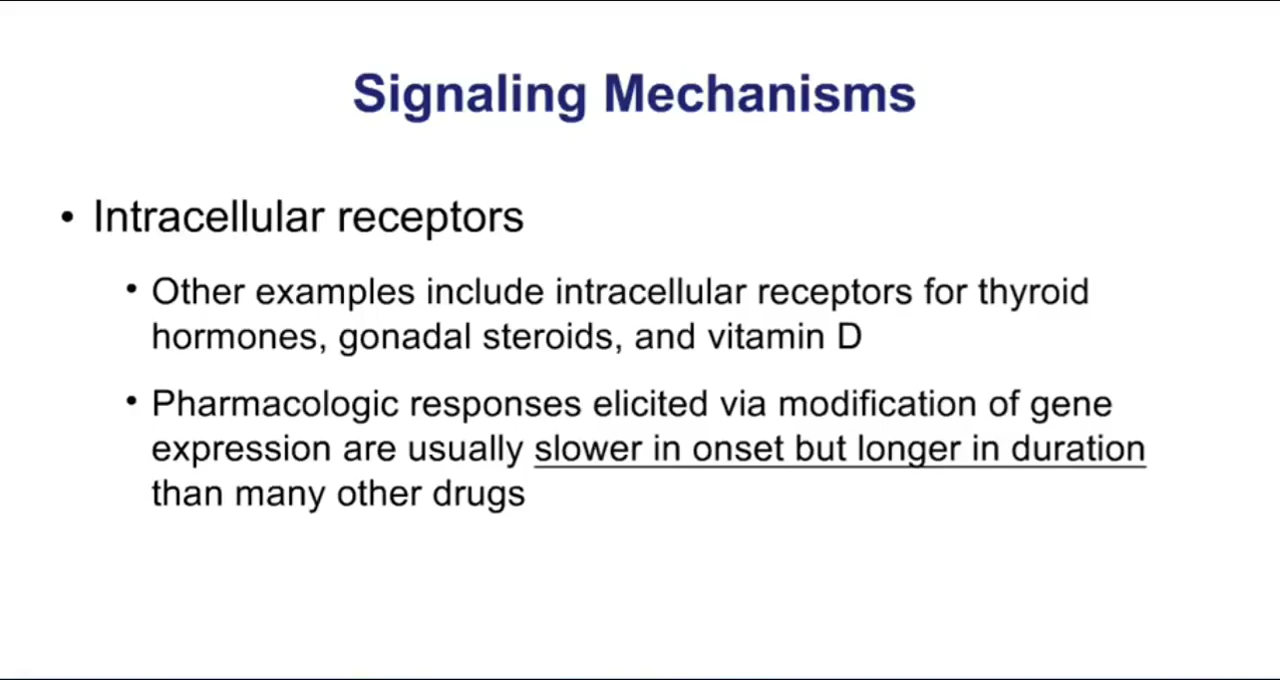 Signaling Mechanisms
• Intracellular receptors
• Other examples include intracellular receptors for thyroid
hormones, gonadal steroids, and vitamin D
• Pharmacologic responses elicited via modification of gene
expression are usually slower in onset but longer in duration
than many other drugs